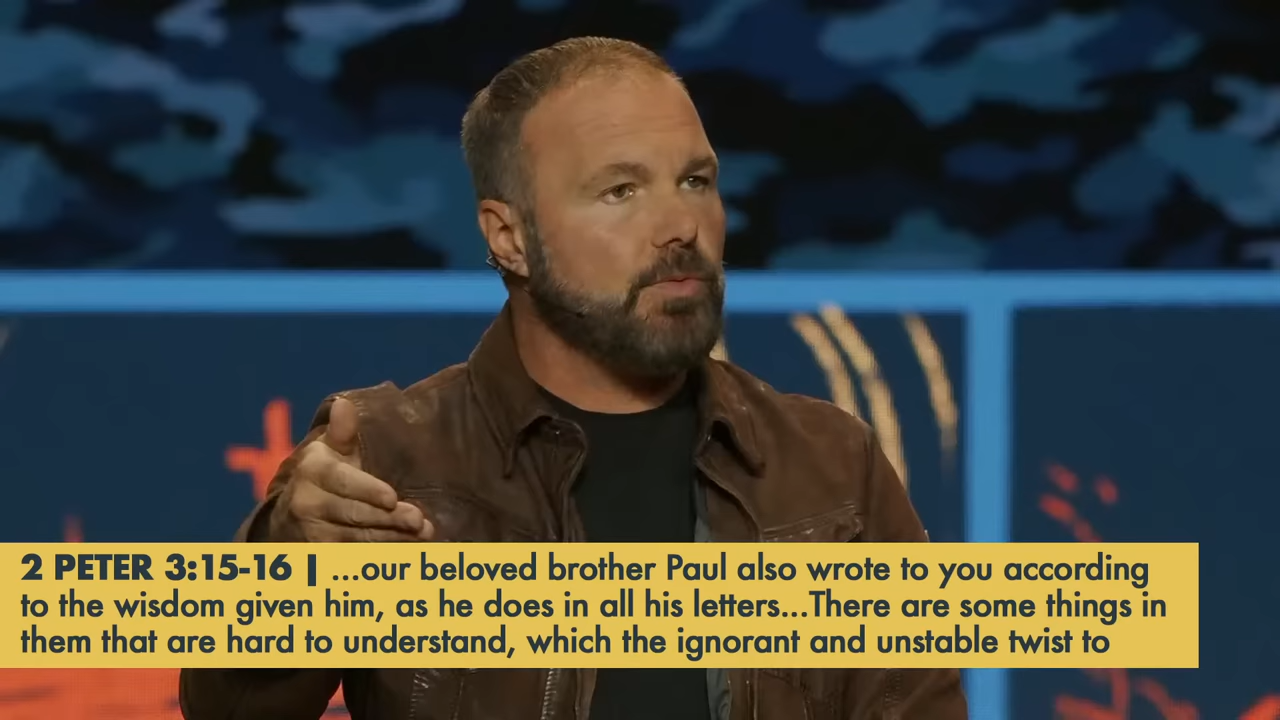 2 PETER 3:15-16 | ...our beloved brother Paul also wrote to you according
to the wisdom given him, as he does in all his letters...There are some things in
them that are hard to understand, which the ignorant and unstable twist to